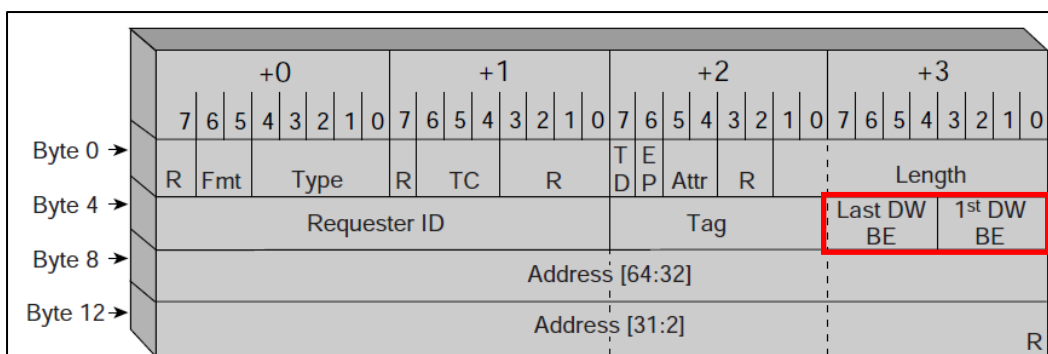 +0 +1 +2 +3
7 6 5 4 3 2 1 0 7 6 5 4 3 2 1 0 7 6 5 4 3 2 1 0 7 6 5 4 3 2 1 0
Byte 0 R Fmt Type R TC R TD EP Attr R Length
Byte 4 Requester ID Tag Last DW BE 1st DW BE
Byte 8 Address [64:32]
Byte 12 Address [31:2] R